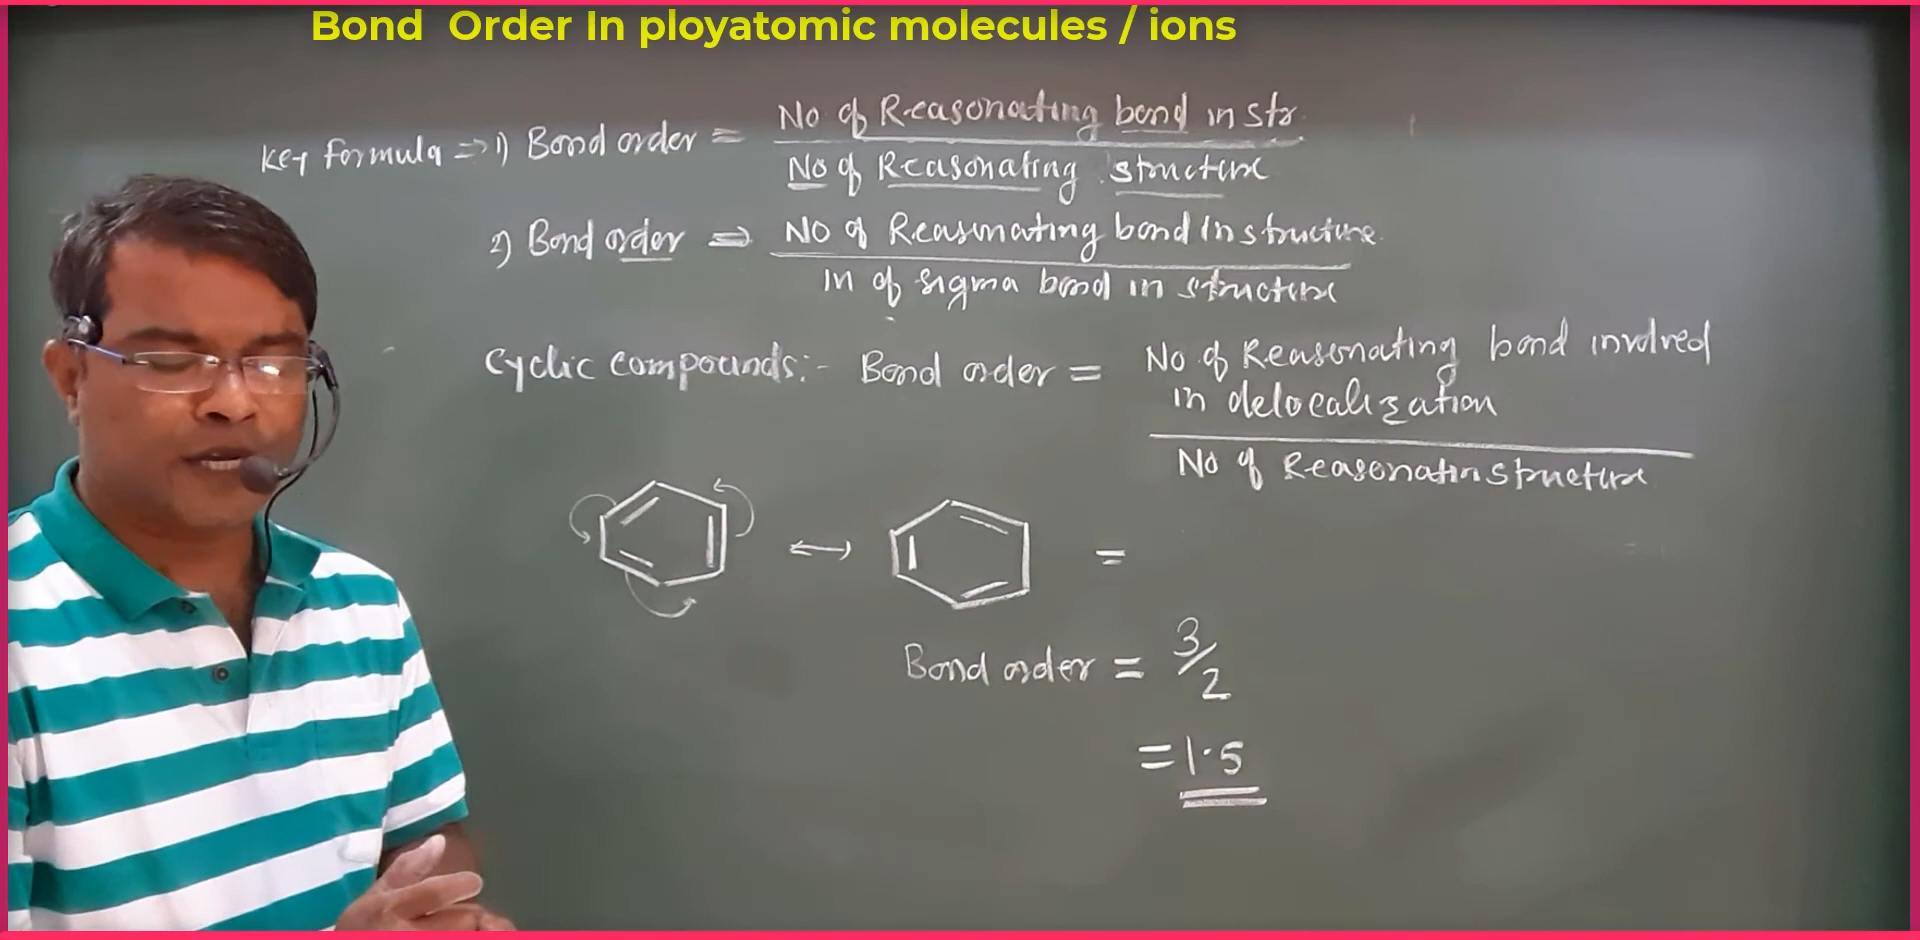 Bond Order In ployatomic molecules / ions
Key formula => 1) Bond order = No of Reasonating bond in str.
No of Reasonating structure
2) Bond order => No of Reasonating bond In structure.
In of sigma bond in structure
Cyclic compounds:- Bond order = No of Reasonating bond involved
in delocalization
No of Reasonatin structure
=
Bond order = 3/2
= 1.5